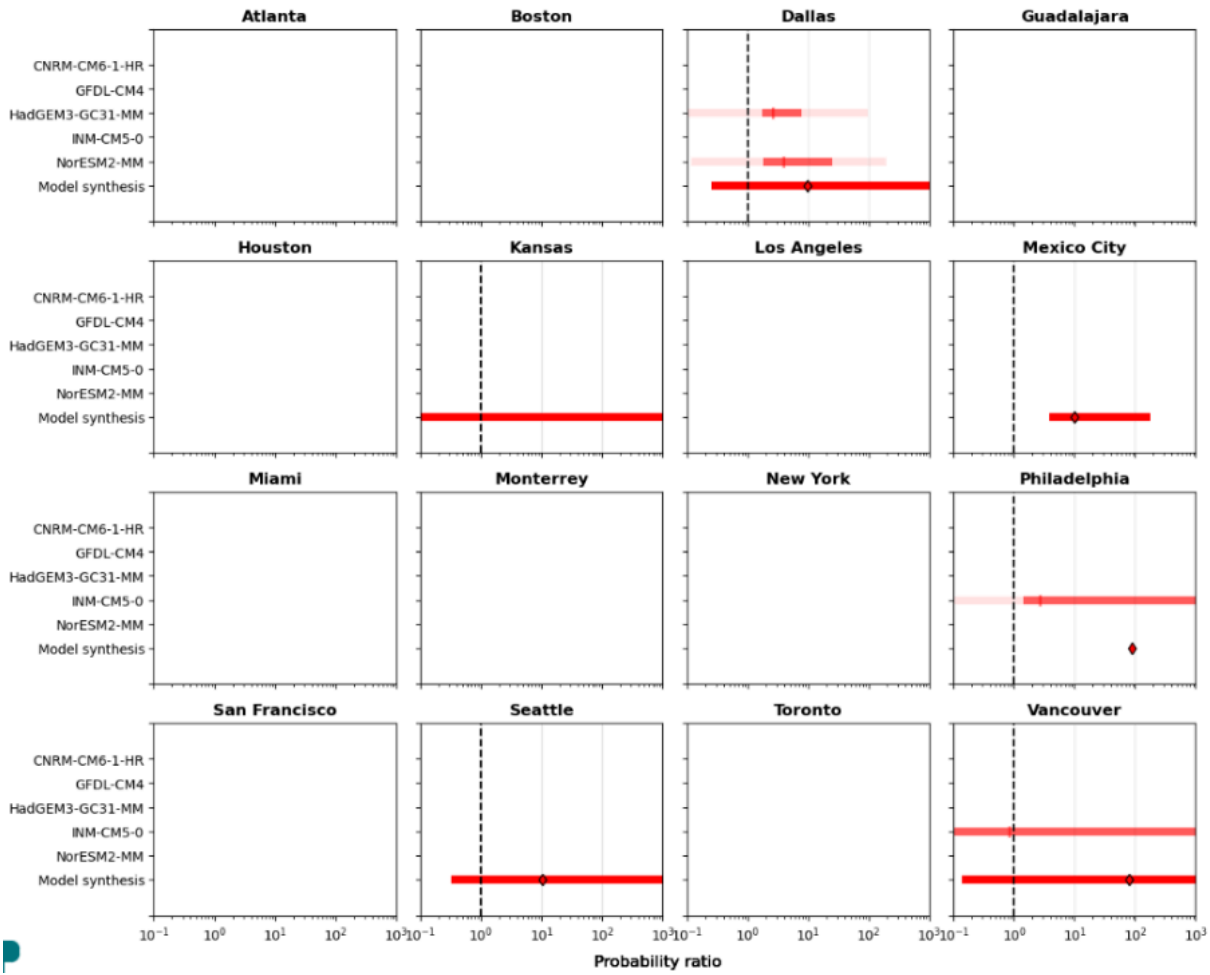 Atlanta Boston Dallas Guadalajara
CNRM-CM6-1-HR
GFDL-CM4
HadGEM3-GC31-MM
INM-CM5-0
NorESM2-MM
Model synthesis
Houston Kansas Los Angeles Mexico City
CNRM-CM6-1-HR
GFDL-CM4
HadGEM3-GC31-MM
INM-CM5-0
NorESM2-MM
Model synthesis
Miami Monterrey New York Philadelphia
CNRM-CM6-1-HR
GFDL-CM4
HadGEM3-GC31-MM
INM-CM5-0
NorESM2-MM
Model synthesis
San Francisco Seattle Toronto Vancouver
CNRM-CM6-1-HR
GFDL-CM4
HadGEM3-GC31-MM
INM-CM5-0
NorESM2-MM
Model synthesis
10⁻¹ 10⁰ 10¹ 10² 10³ 10⁻¹ 10⁰ 10¹ 10² 10³ 10⁻¹ 10⁰ 10¹ 10² 10³ 10⁻¹ 10⁰ 10¹ 10² 10³
Probability ratio